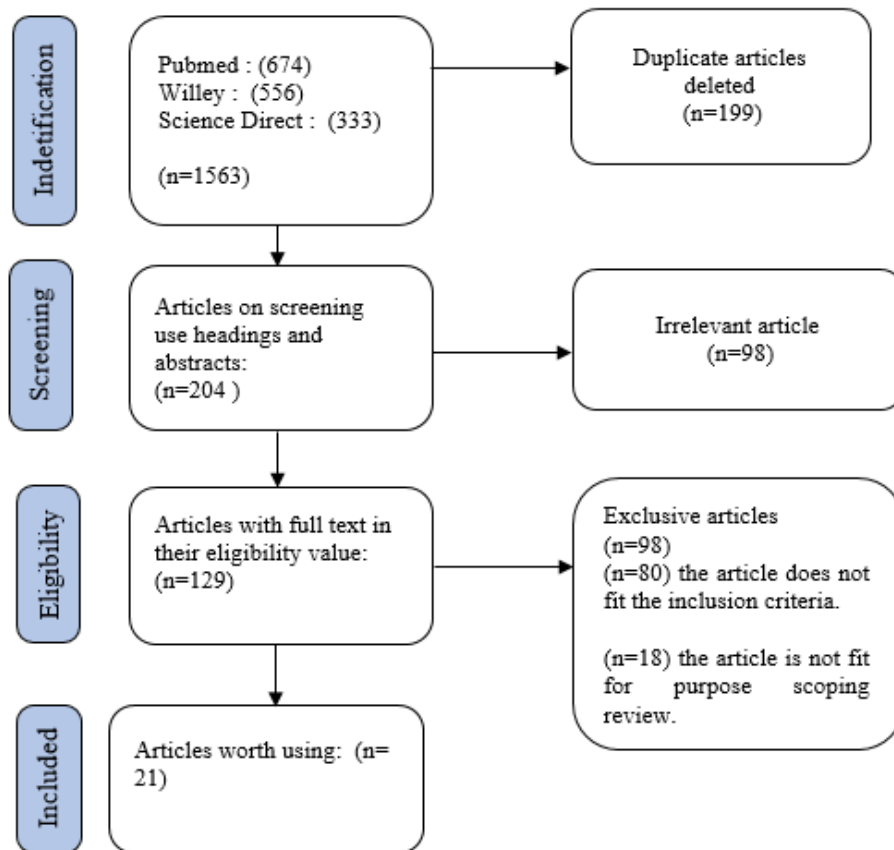 Indetification
Pubmed : (674)
Willey : (556)
Science Direct : (333)
(n=1563)
Duplicate articles
deleted
(n=199)
Screening
Articles on screening
use headings and
abstracts:
(n=204 )
Irrelevant article
(n=98)
Eligibility
Articles with full text in
their eligibility value:
(n=129)
Exclusive articles
(n=98)
(n=80) the article does not
fit the inclusion criteria.
(n=18) the article is not fit
for purpose scoping
review.
Included
Articles worth using: (n=
21)